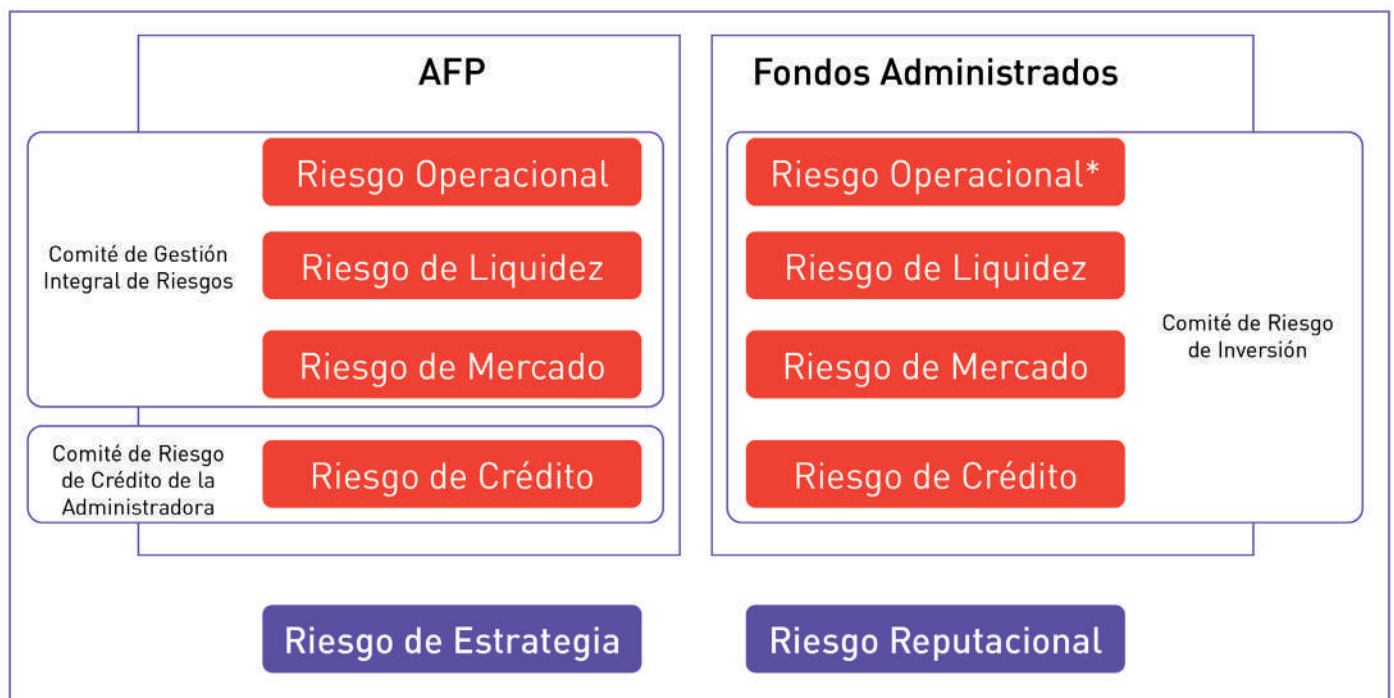 AFP
Comité de Gestión
Integral de Riesgos
Riesgo Operacional
Riesgo de Liquidez
Riesgo de Mercado
Comité de Riesgo
de Crédito de la
Administradora
Riesgo de Crédito
Fondos Administrados
Riesgo Operacional*
Riesgo de Liquidez
Riesgo de Mercado
Riesgo de Crédito
Comité de Riesgo
de Inversión
Riesgo de Estrategia
Riesgo Reputacional